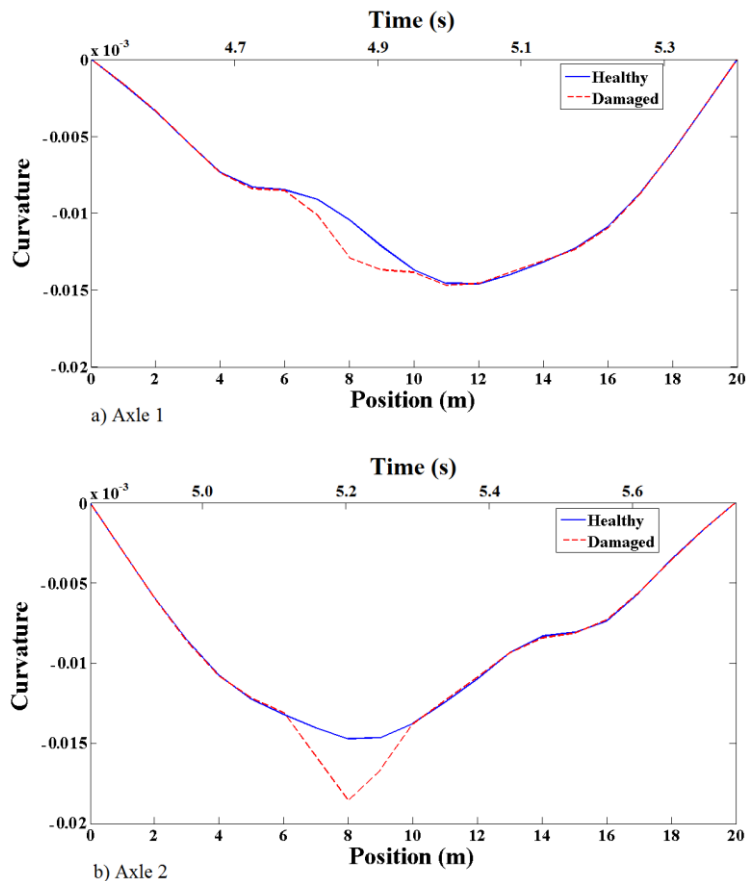 Time (s)
4.7 4.9 5.1 5.3
x 10-3
0
-0.005
-0.01
-0.015
-0.02
Curvature
Healthy
Damaged
0 2 4 6 8 10 12 14 16 18 20
Position (m)
a) Axle 1
Time (s)
5.0 5.2 5.4 5.6
x 10-3
0
-0.005
-0.01
-0.015
-0.02
Curvature
Healthy
Damaged
0 2 4 6 8 10 12 14 16 18 20
Position (m)
b) Axle 2